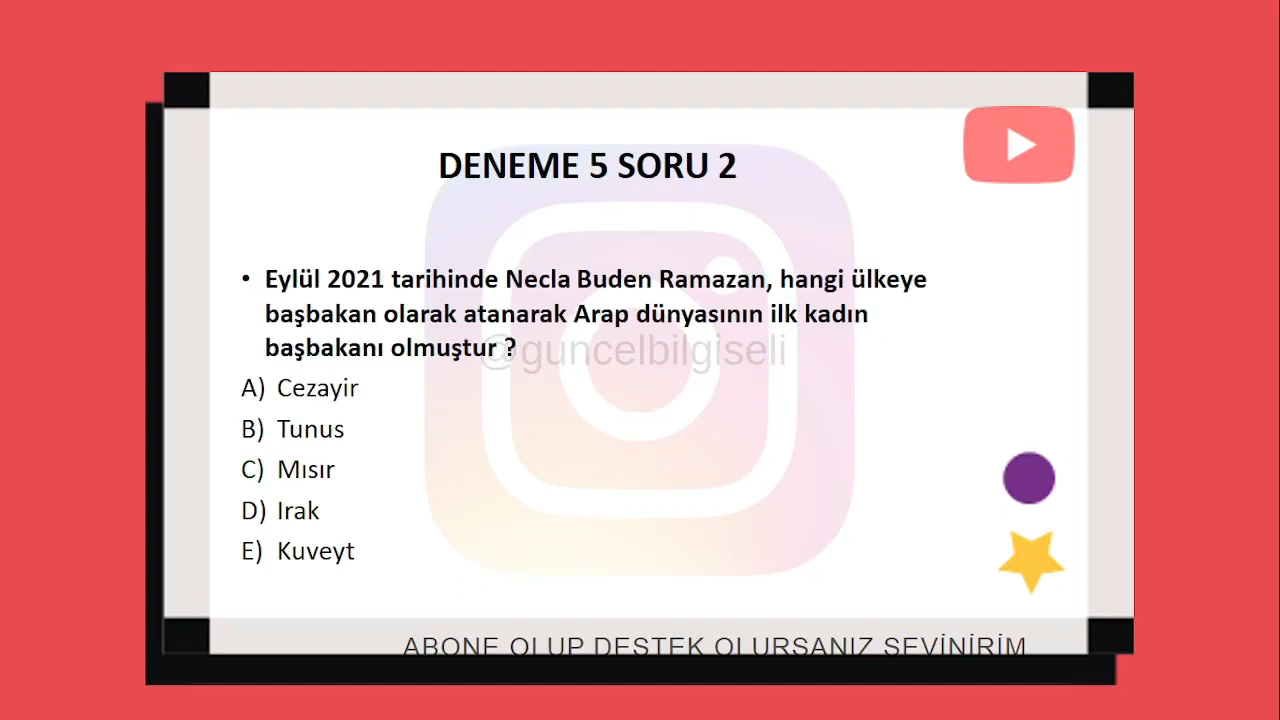 DENEME 5 SORU 2
• Eylül 2021 tarihinde Necla Buden Ramazan, hangi ülkeye
başbakan olarak atanarak Arap dünyasının ilk kadın
başbakanı olmuştur ?
@guncelbilgiseli
A) Cezayir
B) Tunus
C) Mısır
D) Irak
E) Kuveyt
ABONE OLUP DESTEK OLURSANIZ SEVİNİRİM